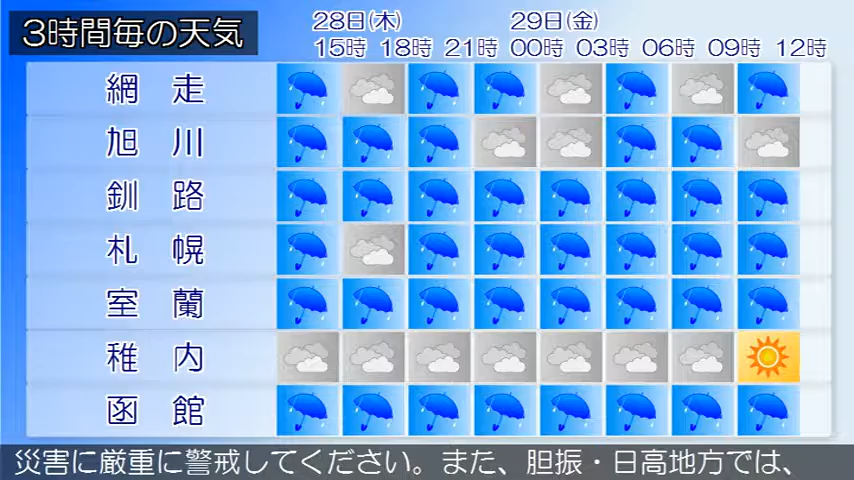 3時間毎の天気
28日(木) 29日(金)
15時 18時 21時 00時 03時 06時 09時 12時
網 走
旭 川
釧 路
札 幌
室 蘭
稚 内
函 館
災害に厳重に警戒してください。また、胆振・日高地方では、